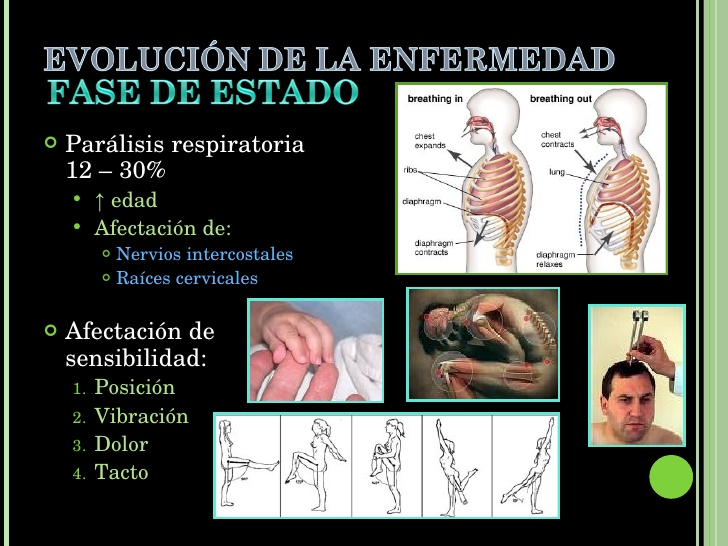 EVOLUCIÓN DE LA ENFERMEDAD
FASE DE ESTADO
Parálisis respiratoria
12 – 30%
↑ edad
Afectación de:
Nervios intercostales
Raíces cervicales
Afectación de
sensibilidad:
1. Posición
2. Vibración
3. Dolor
4. Tacto
breathing in
chest
expands
ribs
diaphragm
diaphragm
contracts
breathing out
chest
contracts
lung
diaphragm
relaxes